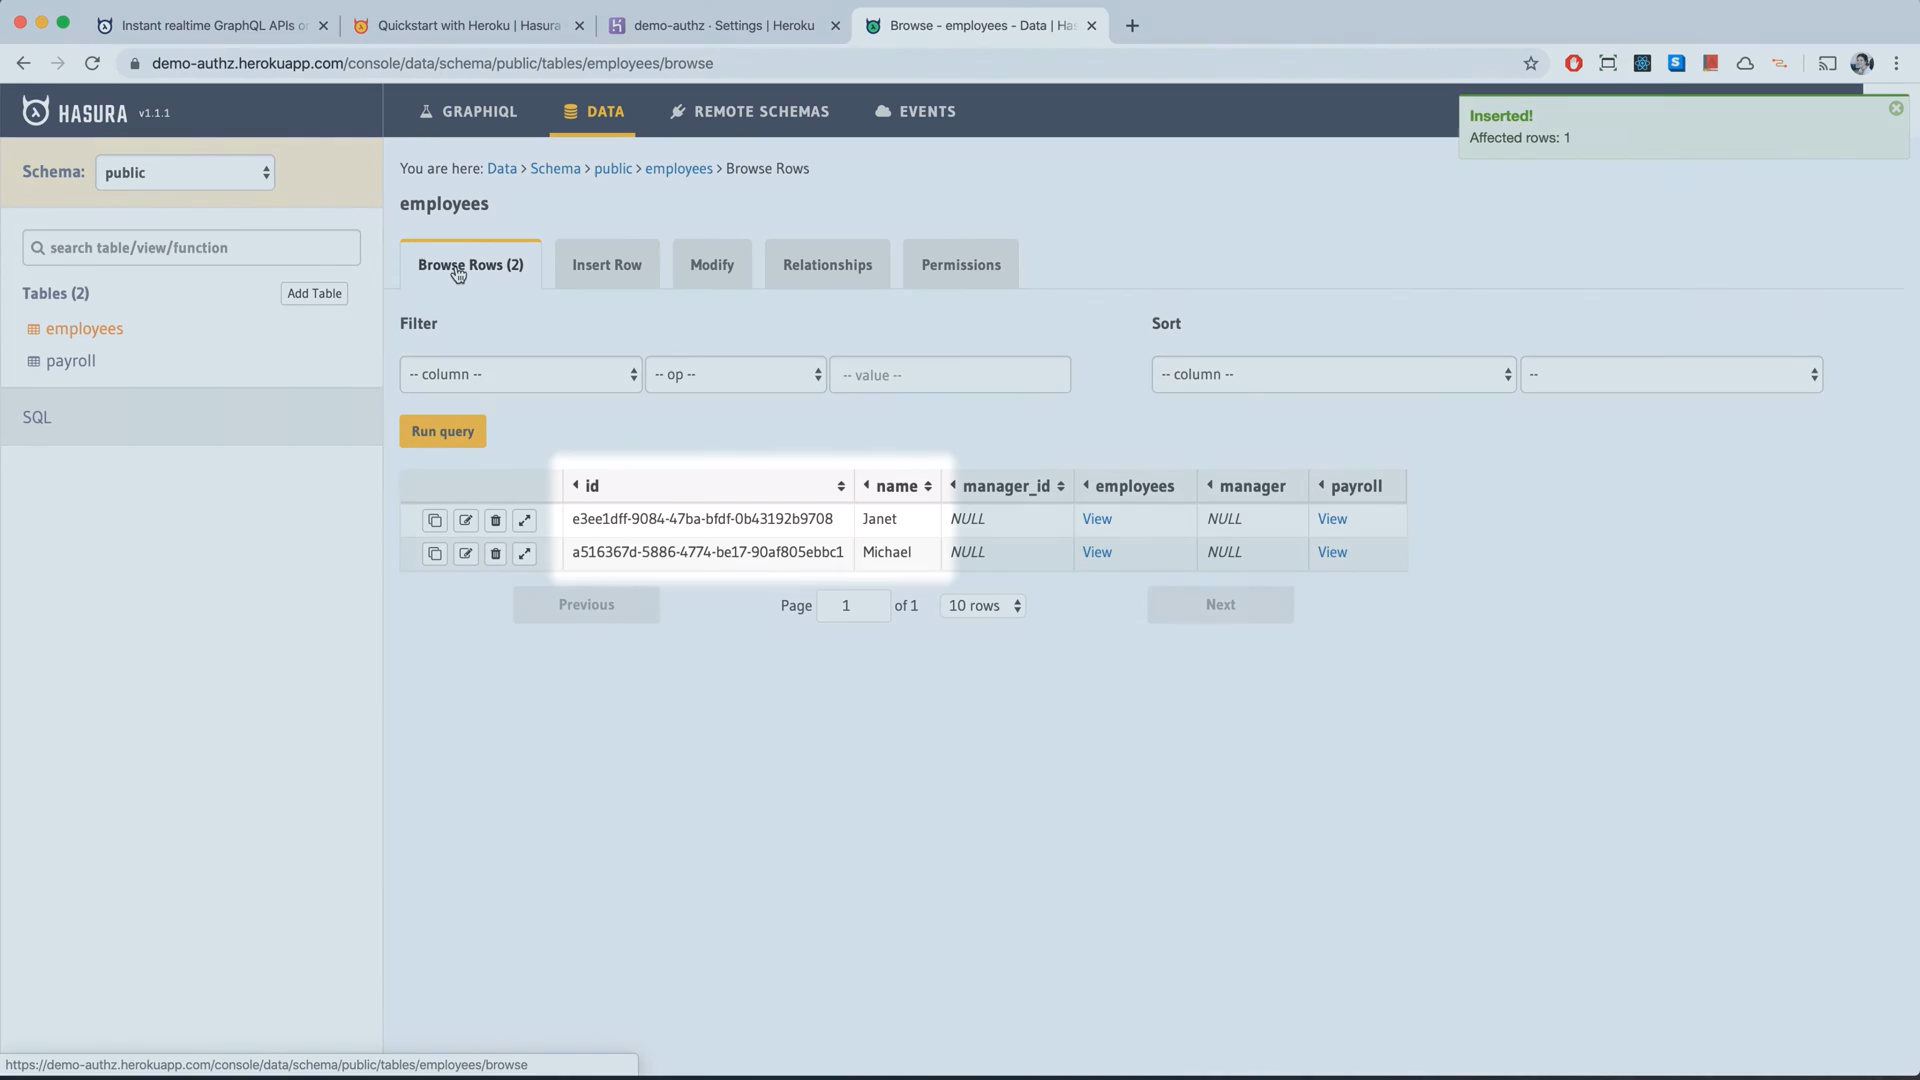 Instant realtime GraphQL APIs o
Quickstart with Heroku | Hasura
demo-authz · Settings | Heroku
Browse - employees - Data | Has
demo-authz.herokuapp.com/console/data/schema/public/tables/employees/browse
HASURA v1.1.1
GRAPHIQL
DATA
REMOTE SCHEMAS
EVENTS
Inserted!
Affected rows: 1
Schema: public
You are here: Data > Schema > public > employees > Browse Rows
employees
search table/view/function
Browse Rows (2)
Insert Row
Modify
Relationships
Permissions
Tables (2)
Add Table
employees
payroll
SQL
Filter
Sort
-- column --
-- op --
-- value --
-- column --
--
Run query
id name manager_id employees manager payroll
e3ee1dff-9084-47ba-bfdf-0b43192b9708 Janet NULL View NULL View
a516367d-5886-4774-be17-90af805ebbc1 Michael NULL View NULL View
Previous
Page 1 of 1
10 rows
Next
https://demo-authz.herokuapp.com/console/data/schema/public/tables/employees/browse